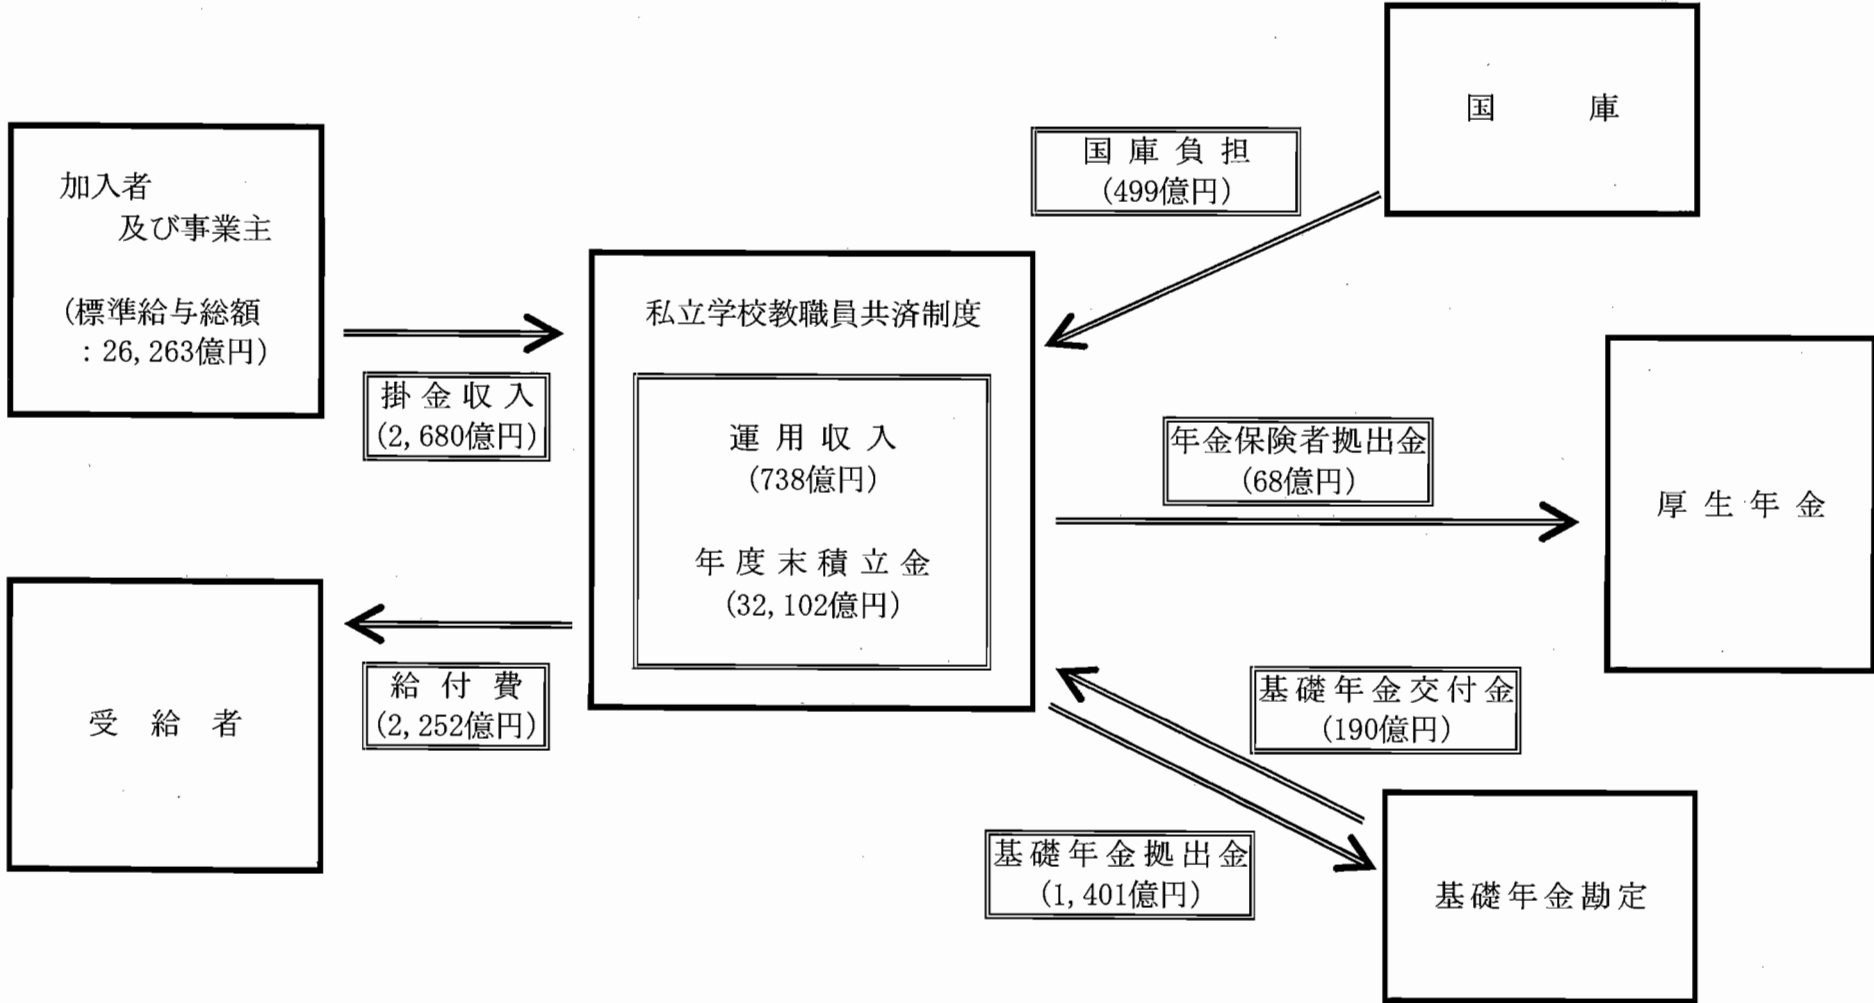 国庫
国庫負担
(499億円)
加入者
及び事業主
(標準給与総額
:26,263億円)
私立学校教職員共済制度
掛金収入
(2,680億円)
運用収入
(738億円)
年度末積立金
(32,102億円)
年金保険者拠出金
(68億円)
厚生年金
給付費
(2,252億円)
受給者
基礎年金交付金
(190億円)
基礎年金拠出金
(1,401億円)
基礎年金勘定